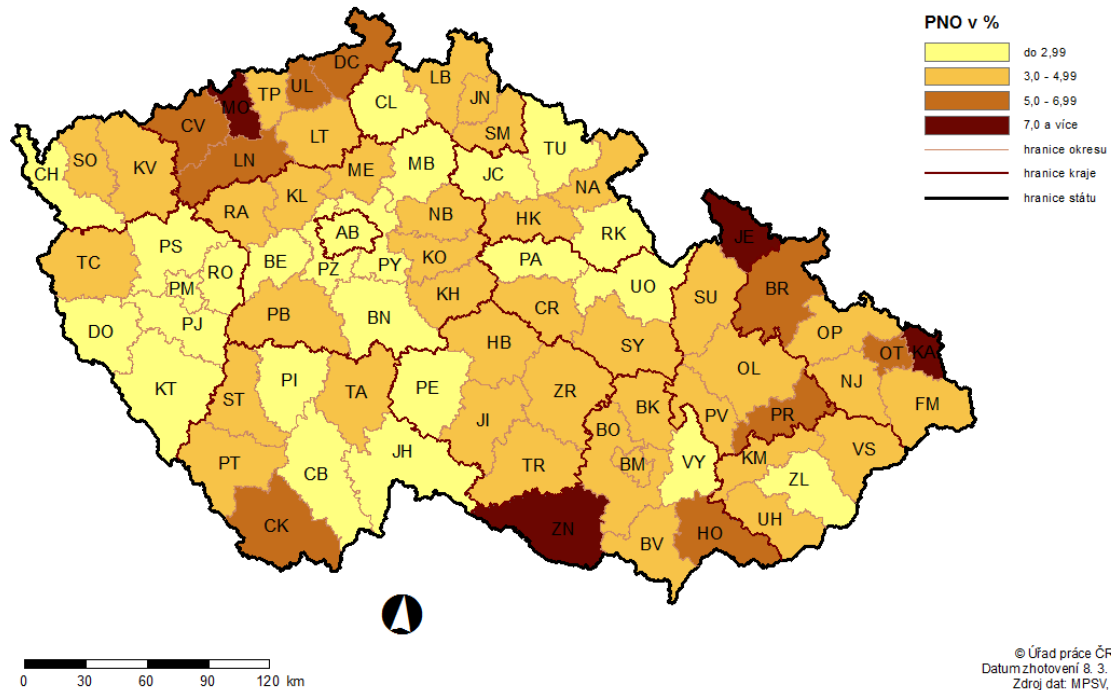 PNO v %
do 2,99
3,0 - 4,99
5,0 - 6,99
7,0 a více
hranice okresu
hranice kraje
hranice státu
DC
UL
LB
TP
MO
JN
CL
CV
SM
LT
TU
LN
MB
CH
SO
KV
ME
JC
NA
KL
RA
NB
HK
AB
RK
JE
PS
TC
RO
BE
PZ
PY
KO
PA
PM
UO
SU
BR
KH
CR
PB
BN
DO
PJ
OP
HB
SY
OT
KA
OL
KT
PI
TA
PE
ZR
NJ
ST
FM
JI
BK
PV
PR
BO
VS
PT
CB
JH
TR
BM
VY
KM
ZL
CK
ZN
HO
UH
BV
0 30 60 90 120 km
© Úřad práce ČR
Datum zhotovení 8. 3.
Zdroj dat: MPSV,